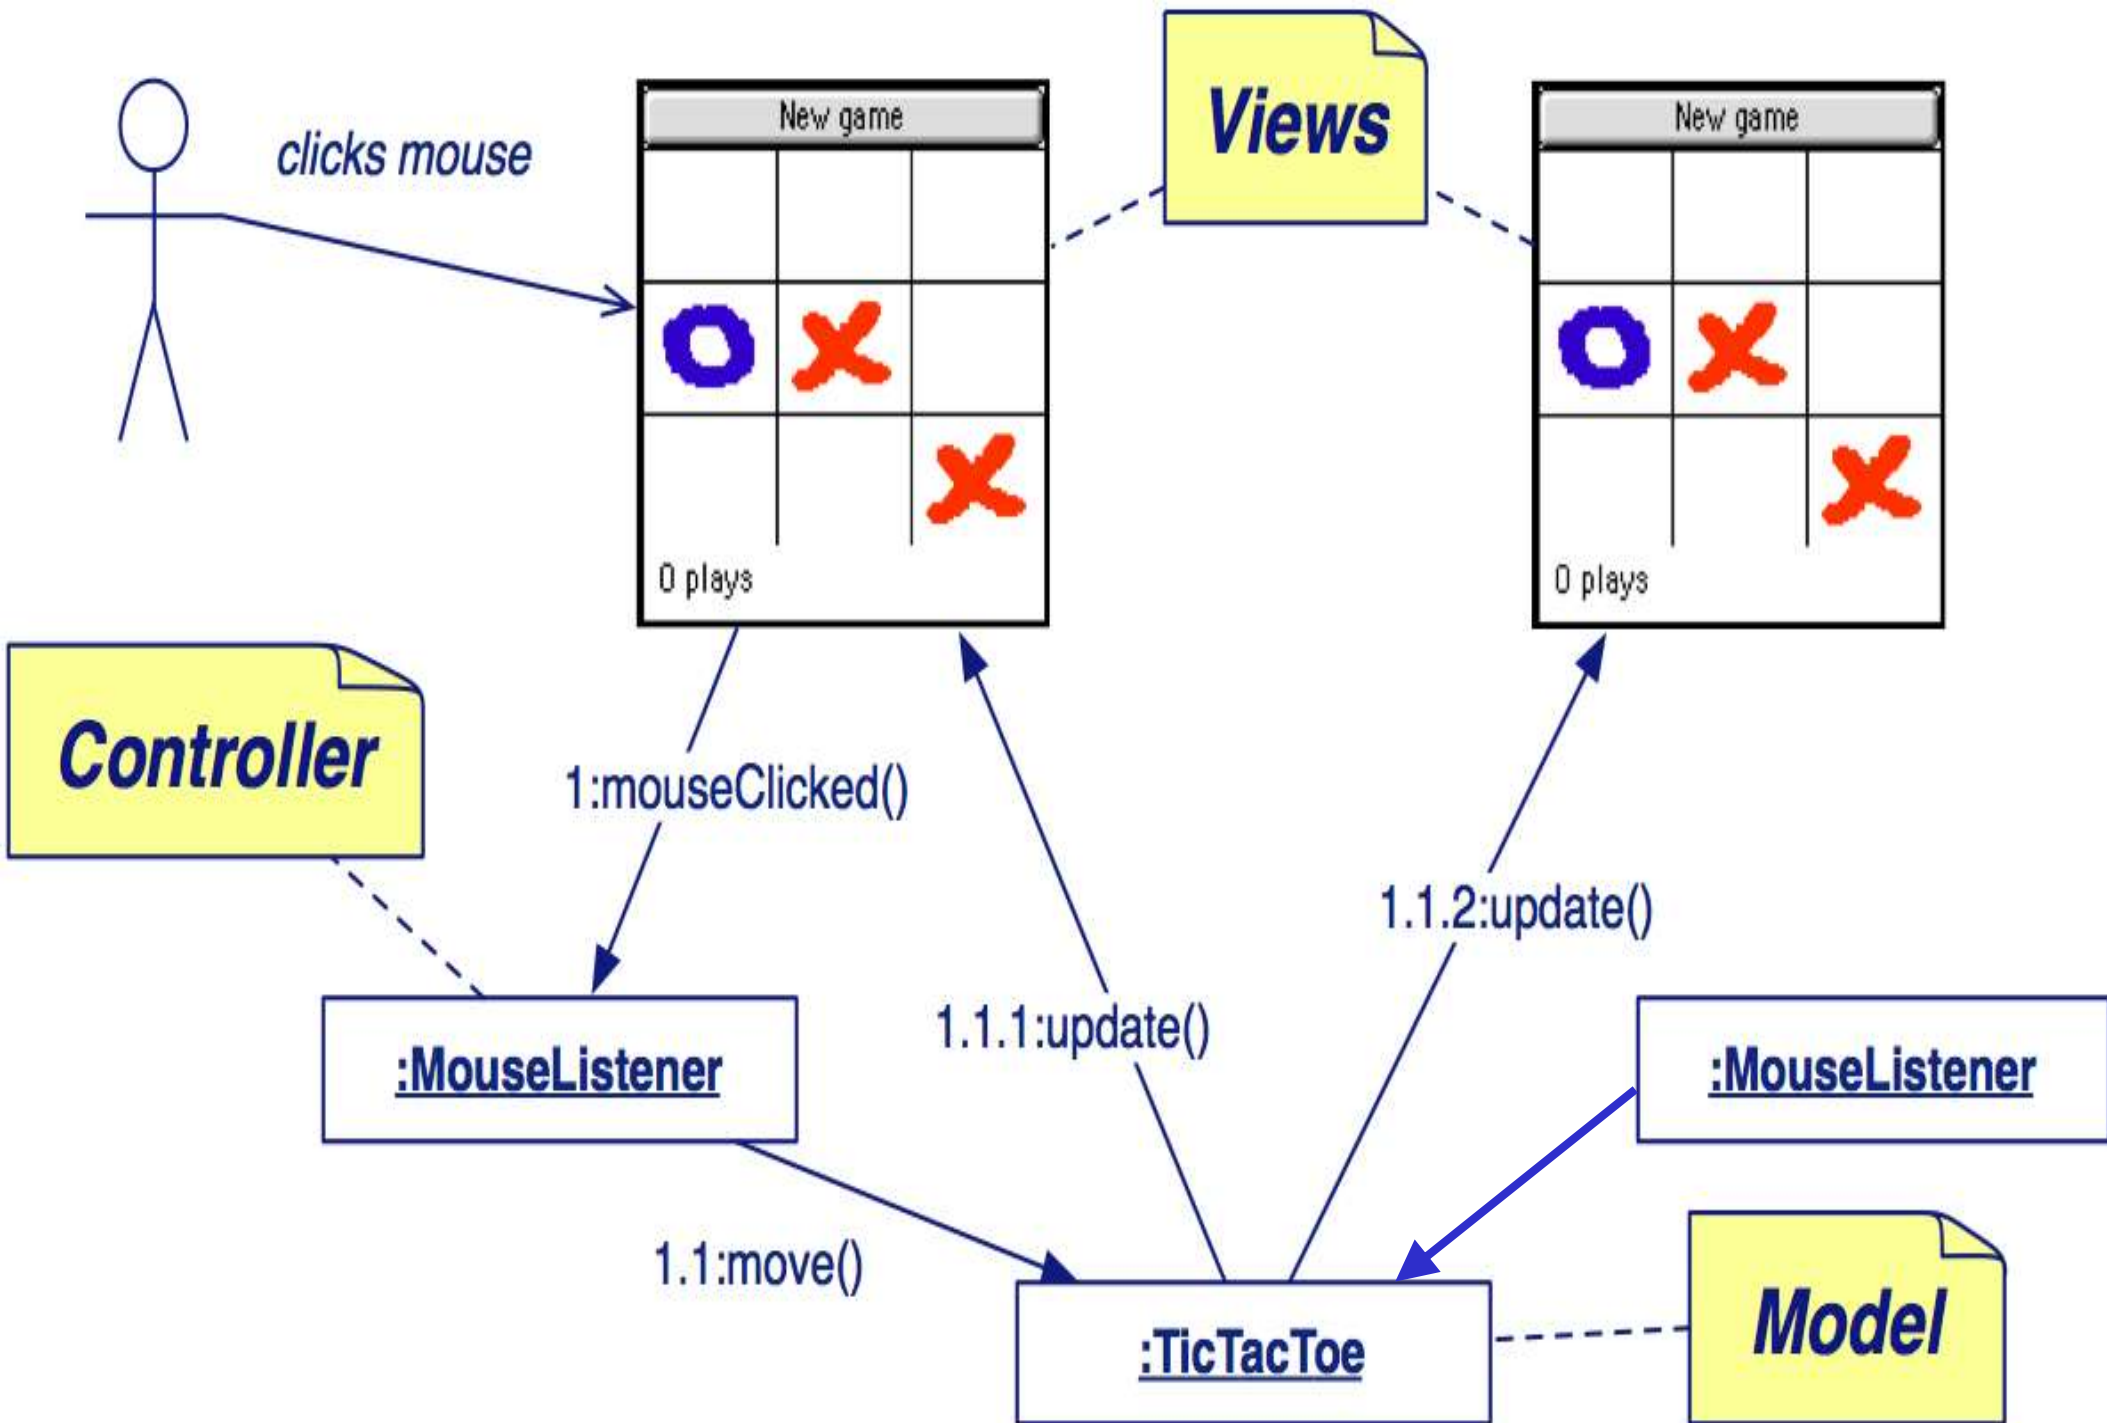 Views
New game
New game
clicks mouse
0 plays
0 plays
Controller
1:mouseClicked()
1.1.2:update()
1.1.1:update()
:MouseListener
:MouseListener
1.1:move()
Model
:TicTacToe